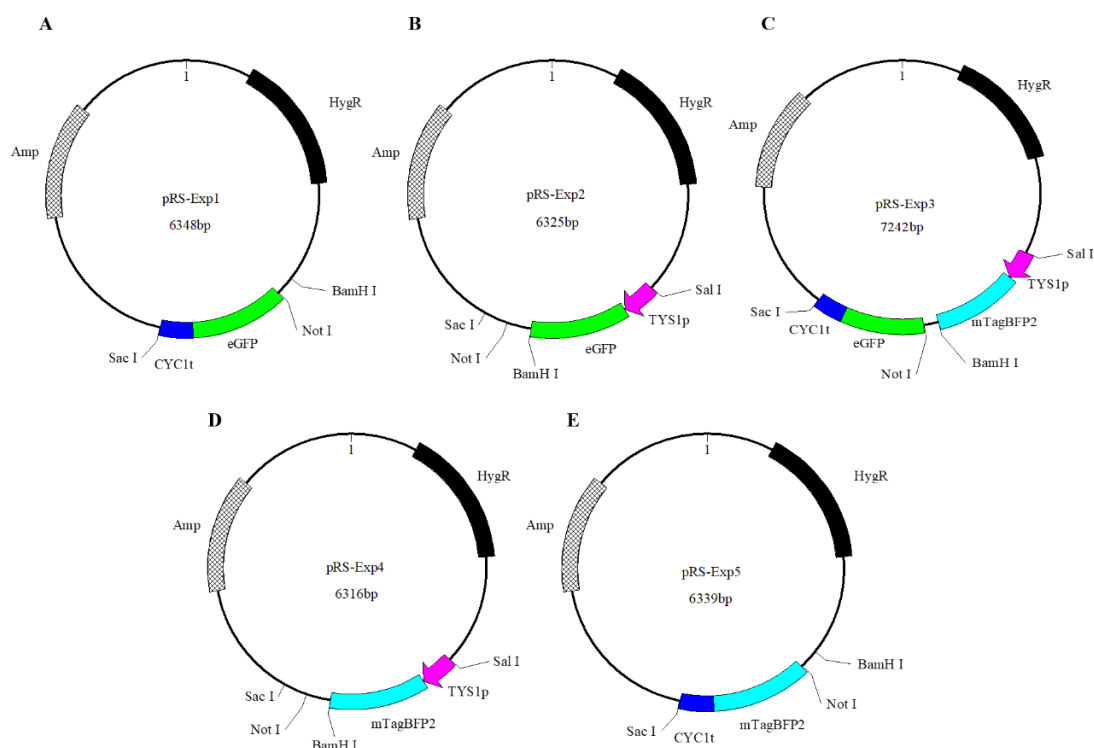 A
1
HygR
Amp
pRS-Exp1
6348bp
BamH I
Not I
Sac I
CYC1t
eGFP
B
1
HygR
Amp
pRS-Exp2
6325bp
Sal I
TYS1p
Sac I
Not I
BamH I
eGFP
C
1
HygR
Amp
pRS-Exp3
7242bp
Sal I
TYS1p
mTagBFP2
Sac I
CYC1t
eGFP
Not I
BamH I
D
1
HygR
Amp
pRS-Exp4
6316bp
Sal I
TYS1p
Sac I
Not I
BamH I
mTagBFP2
E
1
HygR
Amp
pRS-Exp5
6339bp
BamH I
Not I
Sac I
CYC1t
mTagBFP2